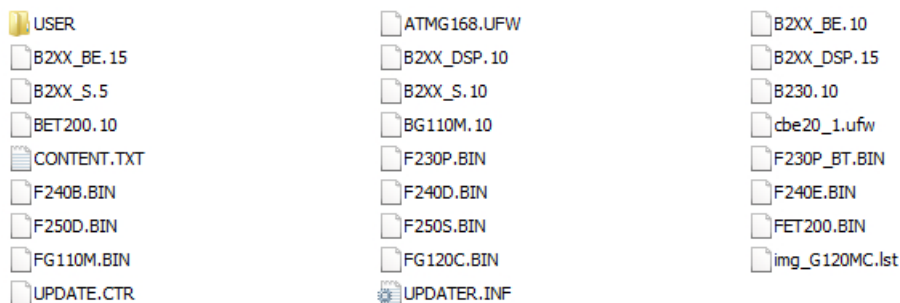 USER ATMG168.UFW B2XX_BE.10
B2XX_BE.15 B2XX_DSP.10 B2XX_DSP.15
B2XX_S.5 B2XX_S.10 B230.10
BET200.10 BG110M.10 cbe20_1.ufw
CONTENT.TXT F230P.BIN F230P_BT.BIN
F240B.BIN F240D.BIN F240E.BIN
F250D.BIN F250S.BIN FET200.BIN
FG110M.BIN FG120C.BIN img_G120MC.lst
UPDATE.CTR UPDATER.INF